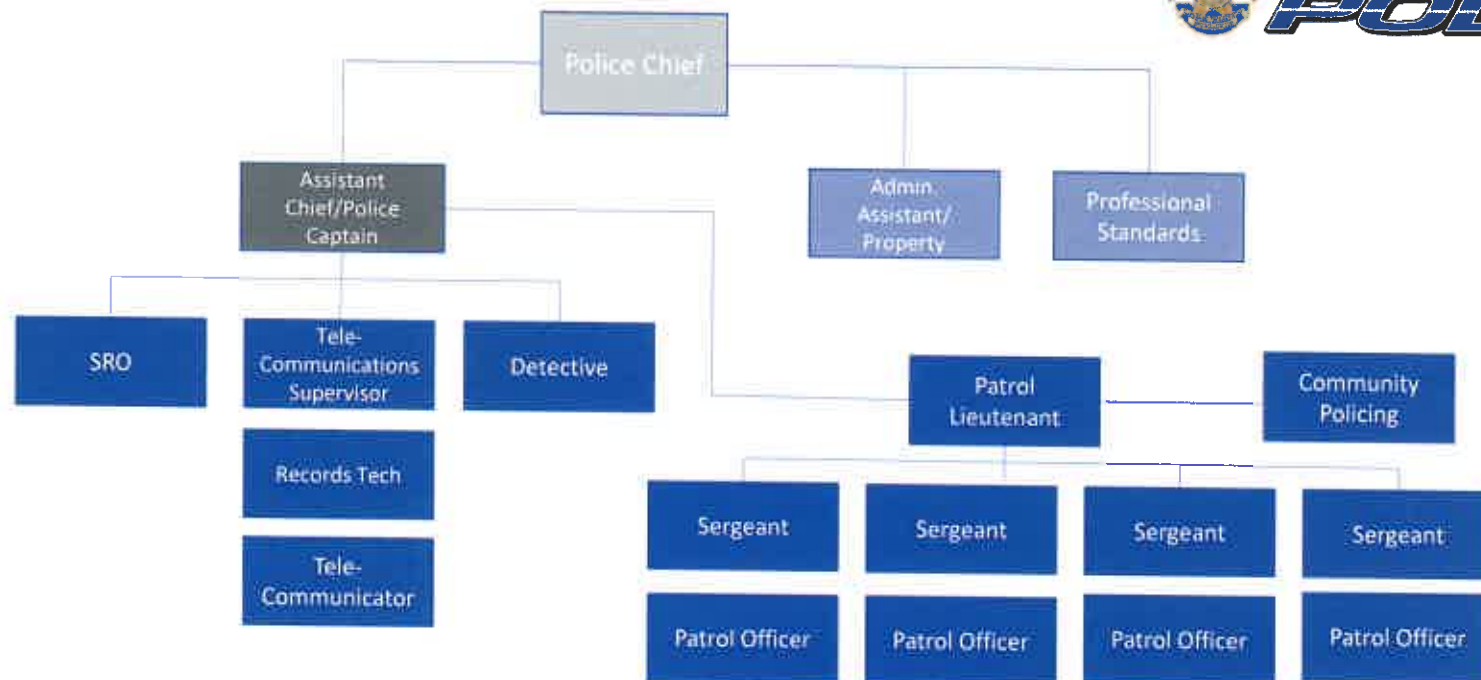 POL
Police Chief
Assistant
Chief/Police
Captain
Admin.
Assistant/
Property
Professional
Standards
SRO
Tele-
Communications
Supervisor
Detective
Patrol
Lieutenant
Community
Policing
Records Tech
Sergeant
Sergeant
Sergeant
Sergeant
Tele-
Communicator
Patrol Officer
Patrol Officer
Patrol Officer
Patrol Officer